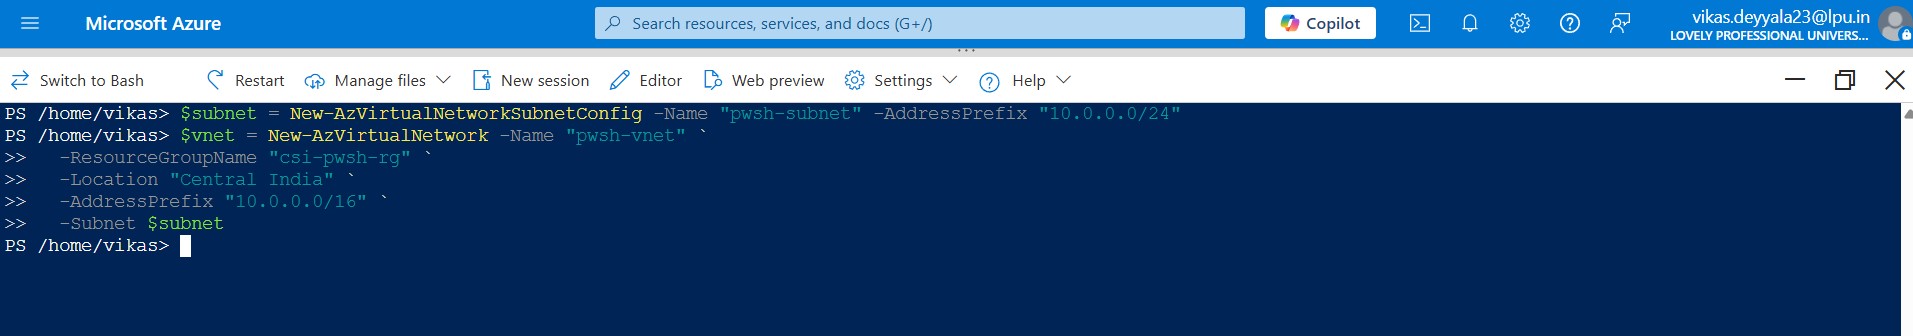 Microsoft Azure
Search resources, services, and docs (G+/)
Copilot
vikas.deyyala23@lpu.in
LOVELY PROFESSIONAL UNIVERS...
Switch to Bash
Restart
Manage files
New session
Editor
Web preview
Settings
Help
PS /home/vikas> $subnet = New-AzVirtualNetworkSubnetConfig -Name "pwsh-subnet" -AddressPrefix "10.0.0.0/24"
PS /home/vikas> $vnet = New-AzVirtualNetwork -Name "pwsh-vnet" `
>>   -ResourceGroupName "csi-pwsh-rg" `
>>   -Location "Central India" `
>>   -AddressPrefix "10.0.0.0/16" `
>>   -Subnet $subnet
PS /home/vikas>